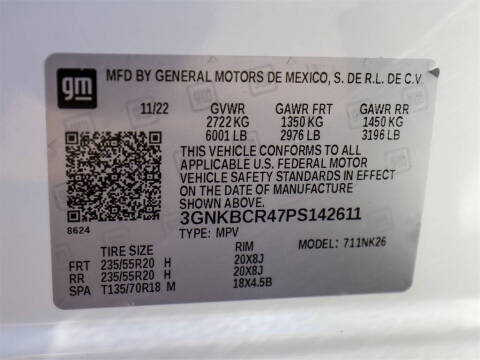 gm
MFD BY GENERAL MOTORS DE MEXICO, S. DE R.L. DE C.V.
11/22 GVWR GAWR FRT GAWR RR
2722 KG 1350 KG 1450 KG
6001 LB 2976 LB 3196 LB
THIS VEHICLE CONFORMS TO ALL
APPLICABLE U.S. FEDERAL MOTOR
VEHICLE SAFETY STANDARDS IN EFFECT
ON THE DATE OF MANUFACTURE
SHOWN ABOVE.
3GNKBCR47PS142611
8624
TYPE: MPV MODEL: 711NK26
TIRE SIZE RIM
FRT 235/55R20 H 20X8J
RR 235/55R20 H 20X8J
SPA T135/70R18 M 18X4.5B